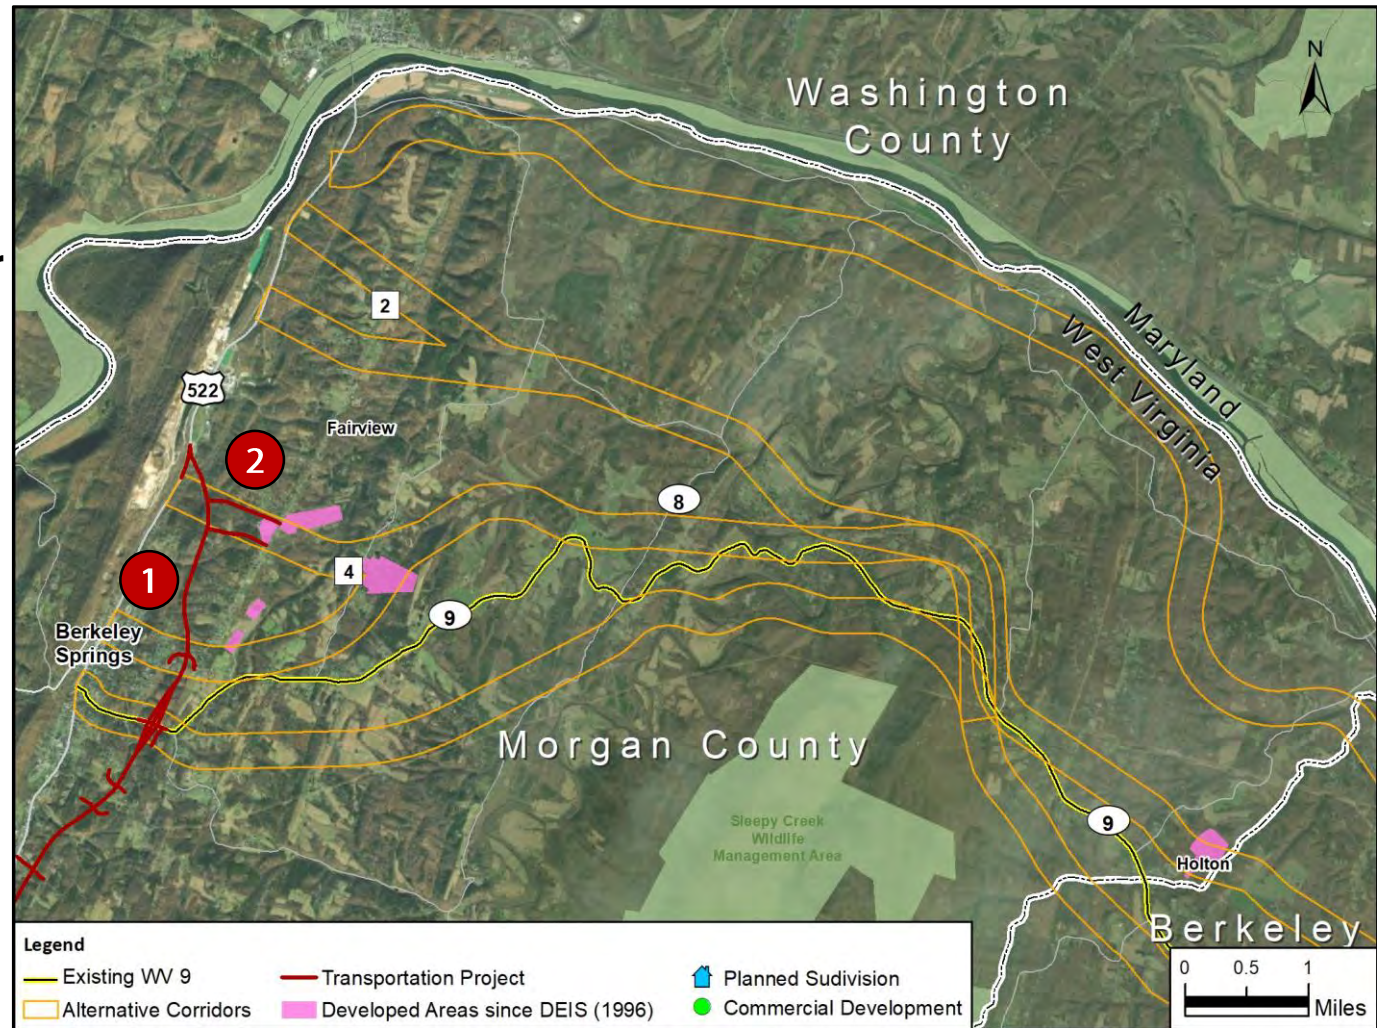 N
Washington
County
Maryland
West Virginia
2
522
Fairview
2
8
1
4
9
Berkeley
Springs
Morgan County
Sleepy Creek
Wildlife
Management Area
9
Holton
Berkeley
Legend
Existing WV 9
Transportation Project
Planned Sudivision
Alternative Corridors
Developed Areas since DEIS (1996)
Commercial Development
0 0.5 1
Miles